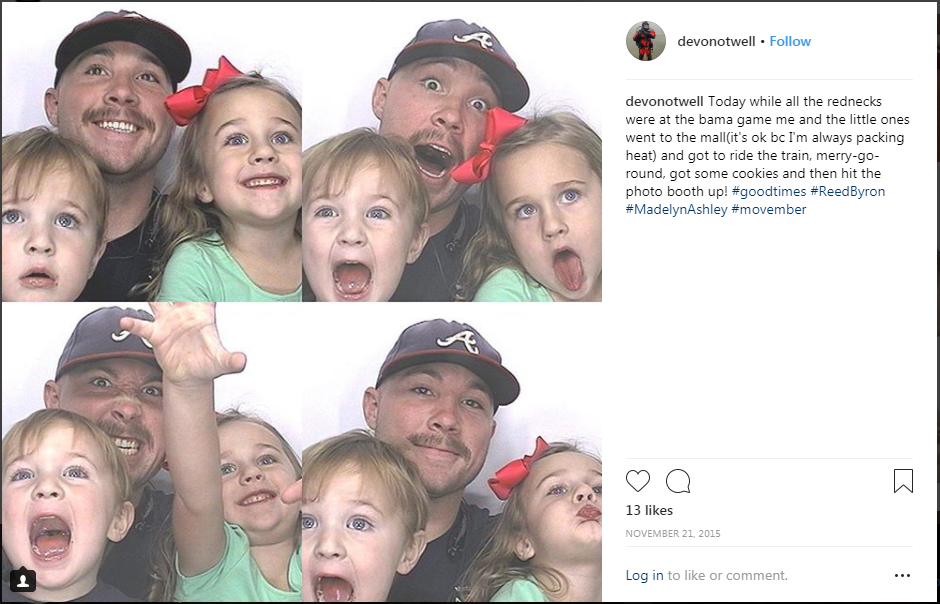 devonotwell • Follow
devonotwell Today while all the rednecks
were at the bama game me and the little ones
went to the mall(it's ok bc I'm always packing
heat) and got to ride the train, merry-go-
round, got some cookies and then hit the
photo booth up! #goodtimes #ReedByron
#MadelynAshley #movember
13 likes
NOVEMBER 21, 2015
Log in to like or comment.
A
A
A
A